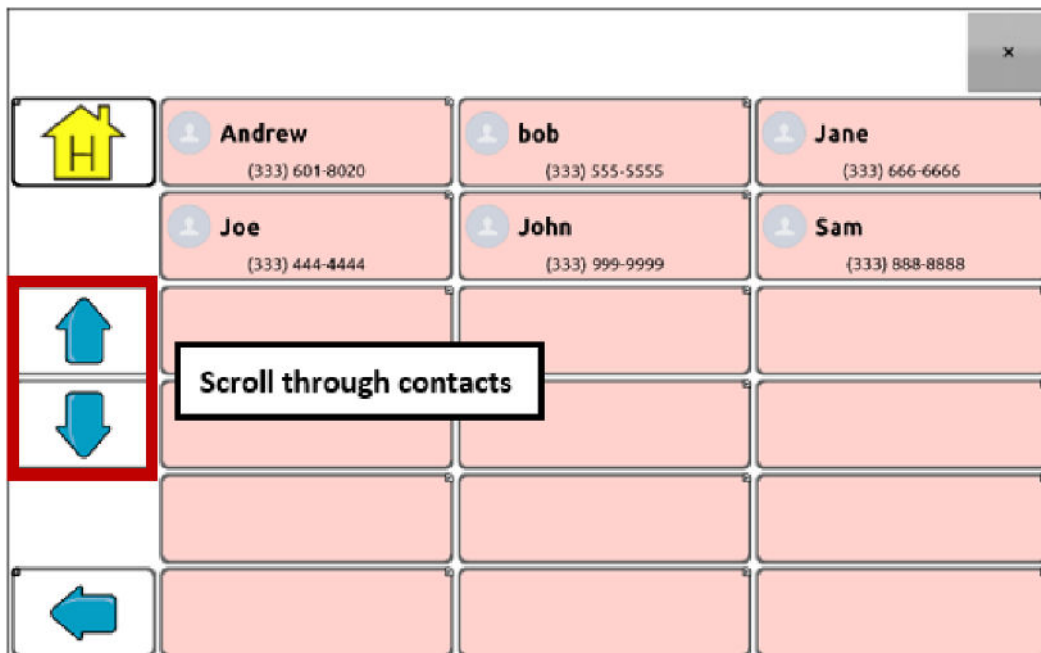 ×
H
Andrew
(333) 601-8020
bob
(333) 555-5555
Jane
(333) 666-6666
Joe
(333) 444-4444
John
(333) 999-9999
Sam
(333) 888-8888
Scroll through contacts